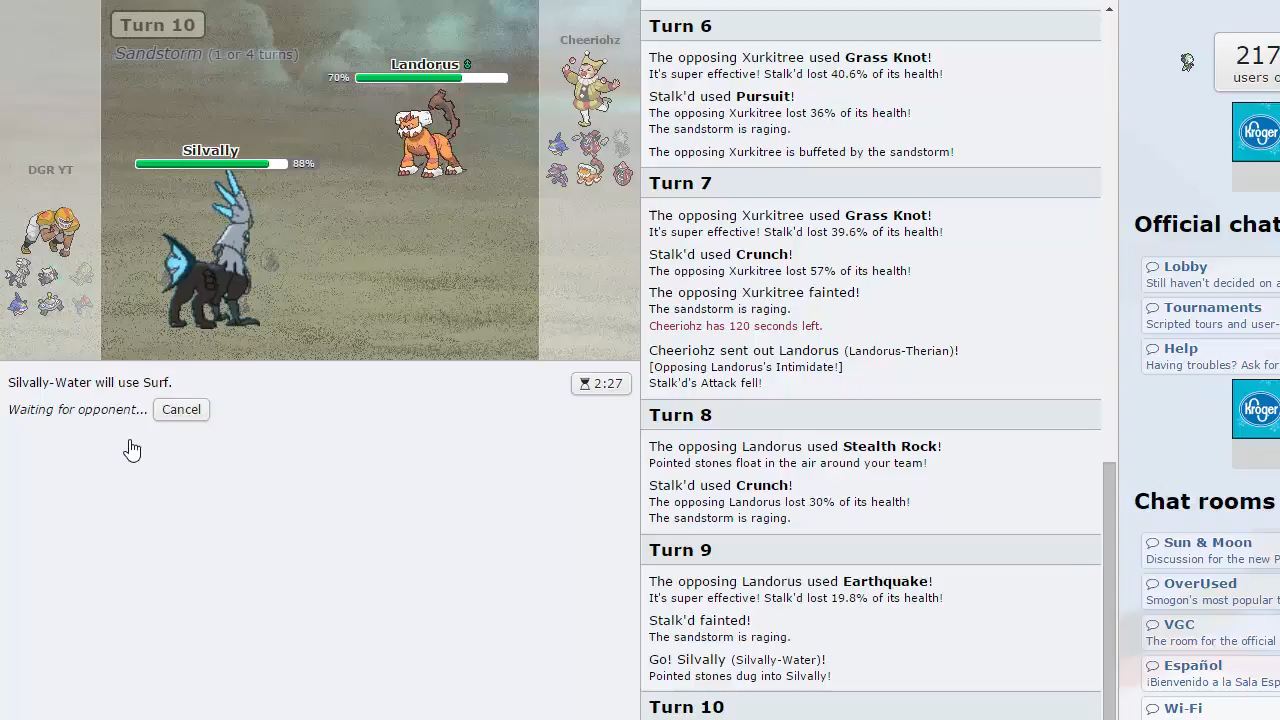 Turn 10
Sandstorm (1 or 4 turns)
Landorus
70%
Cheeriohz
Silvally
88%
DGR YT
Silvally-Water will use Surf.
2:27
Waiting for opponent...
Cancel
Turn 6
The opposing Xurkitree used Grass Knot!
It's super effective! Stalk'd lost 40.6% of its health!
Stalk'd used Pursuit!
The opposing Xurkitree lost 36% of its health!
The sandstorm is raging.
The opposing Xurkitree is buffeted by the sandstorm!
Turn 7
The opposing Xurkitree used Grass Knot!
It's super effective! Stalk'd lost 39.6% of its health!
Stalk'd used Crunch!
The opposing Xurkitree lost 57% of its health!
The opposing Xurkitree fainted!
The sandstorm is raging.
Cheeriohz has 120 seconds left.
Cheeriohz sent out Landorus (Landorus-Therian)!
[Opposing Landorus's Intimidate!]
Stalk'd's Attack fell!
Turn 8
The opposing Landorus used Stealth Rock!
Pointed stones float in the air around your team!
Stalk'd used Crunch!
The opposing Landorus lost 30% of its health!
The sandstorm is raging.
Turn 9
The opposing Landorus used Earthquake!
It's super effective! Stalk'd lost 19.8% of its health!
Stalk'd fainted!
The sandstorm is raging.
Go! Silvally (Silvally-Water)!
Pointed stones dug into Silvally!
Turn 10
217
users o
Kroger
Official chat
Lobby
Still haven't decided on a
Tournaments
Scripted tours and user-
Help
Having troubles? Ask for
Kroger
Chat rooms
Sun & Moon
Discussion for the new P
OverUsed
Smogon's most popular t
VGC
The room for the official
Español
¡Bienvenido a la Sala Esp
Wi-Fi